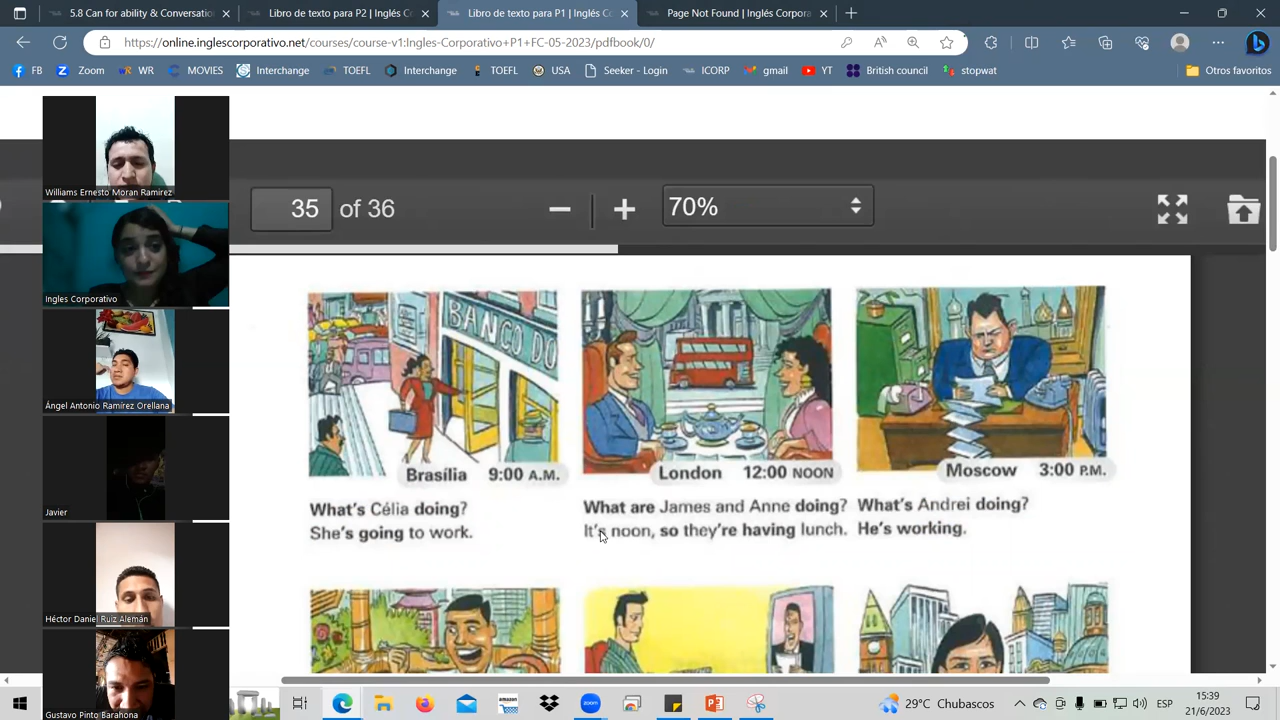 5.8 Can for ability & Conversatio
Libro de texto para P2 | Inglés C
Libro de texto para P1 | Inglés C
Page Not Found | Inglés Corpora
https://online.inglescorporativo.net/courses/course-v1:Ingles-Corporativo+P1+FC-05-2023/pdfbook/0/
FB
Zoom
WR
MOVIES
Interchange
TOEFL
Interchange
TOEFL
USA
Seeker - Login
ICORP
gmail
YT
British council
stopwat
Otros favoritos
35 of 36
70%
Williams Ernesto Moran Ramirez
Ingles Corporativo
Ángel Antonio Ramirez Orellana
Javier
Héctor Daniel Ruiz Alemán
Gustavo Pinto Barahona
BANCO DO
Brasília 9:00 A.M.
London 12:00 NOON
Moscow 3:00 P.M.
What's Célia doing?
She's going to work.
What are James and Anne doing?
It's noon, so they're having lunch.
What's Andrei doing?
He's working.
29°C Chubascos
ESP
15:39
21/6/2023